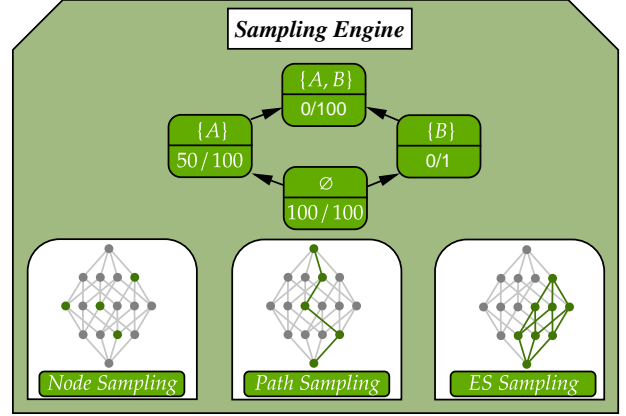 Sampling Engine
{A, B}
0/100
{A}
50 / 100
{B}
0/1
∅
100 / 100
Node Sampling
Path Sampling
ES Sampling